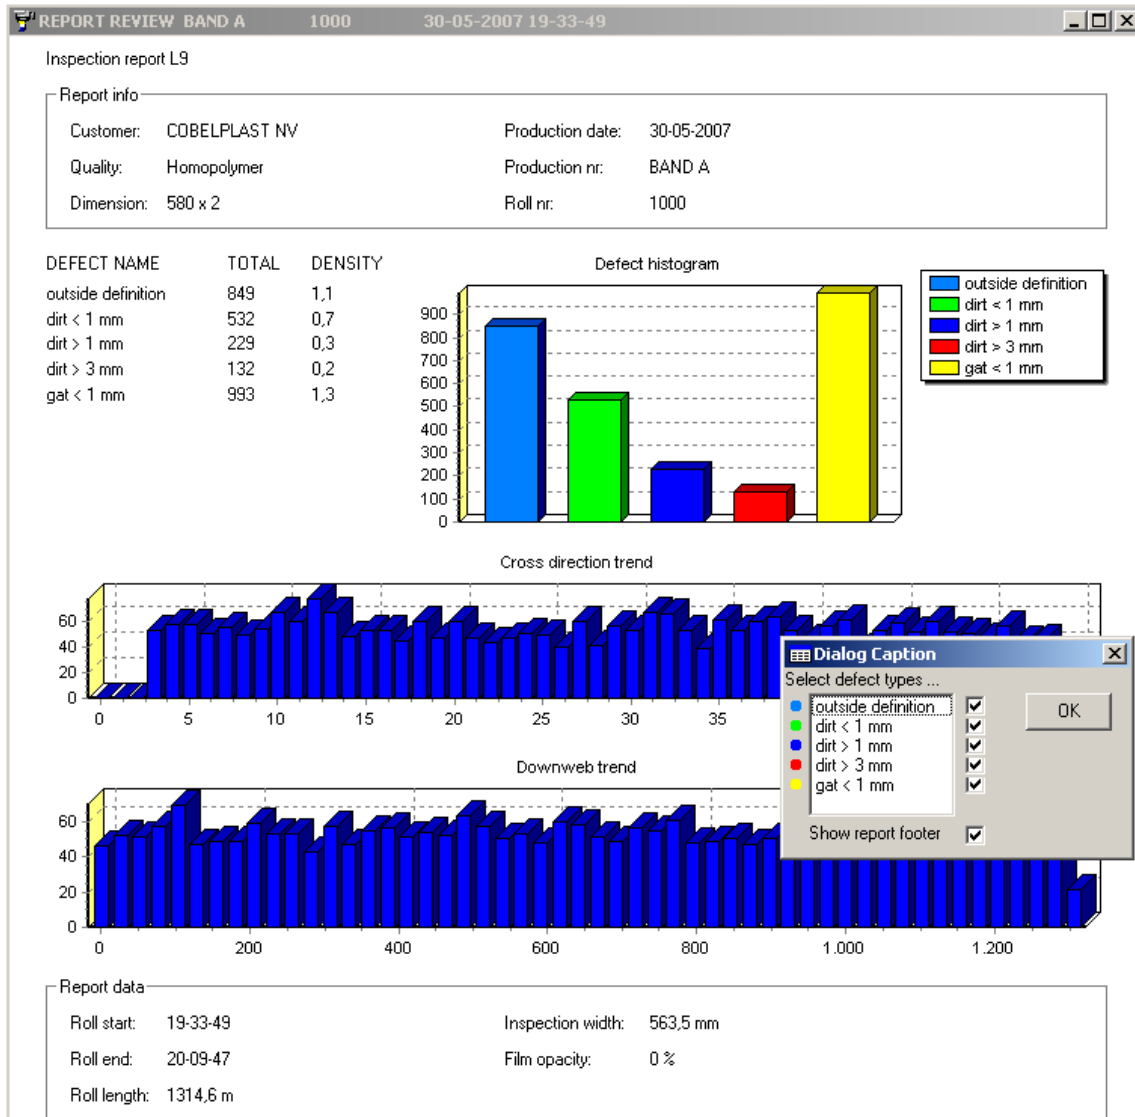 REPORT REVIEW BAND A 1000 30-05-2007 19-33-49
Inspection report L9
Report info
Customer: COBELPLAST NV Production date: 30-05-2007
Quality: Homopolymer Production nr: BAND A
Dimension: 580 x 2 Roll nr: 1000
DEFECT NAME TOTAL DENSITY
outside definition 849 1,1
dirt < 1 mm 532 0,7
dirt > 1 mm 229 0,3
dirt > 3 mm 132 0,2
gat < 1 mm 993 1,3
Defect histogram
900
800
700
600
500
400
300
200
100
0
outside definition
dirt < 1 mm
dirt > 1 mm
dirt > 3 mm
gat < 1 mm
Cross direction trend
60
40
20
0
0 5 10 15 20 25 30 35
Dialog Caption
Select defect types ...
outside definition
dirt < 1 mm
dirt > 1 mm
dirt > 3 mm
gat < 1 mm
OK
Show report footer
Downweb trend
60
40
20
0
0 200 400 600 800 1.000 1.200
Report data
Roll start: 19-33-49 Inspection width: 563,5 mm
Roll end: 20-09-47 Film opacity: 0 %
Roll length: 1314,6 m